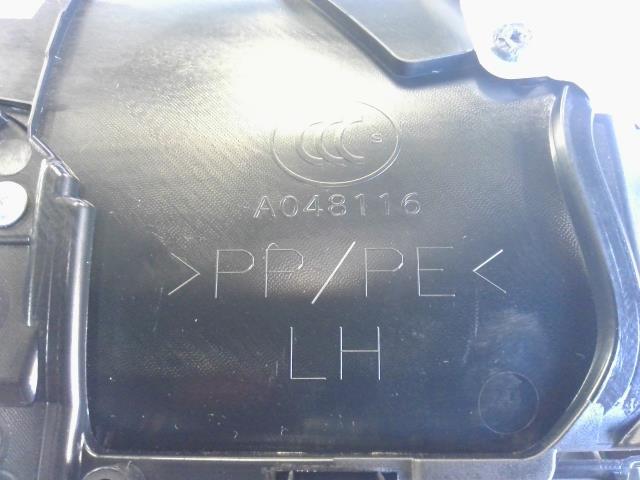 CCC S
A048116
>PP/PE<
LH